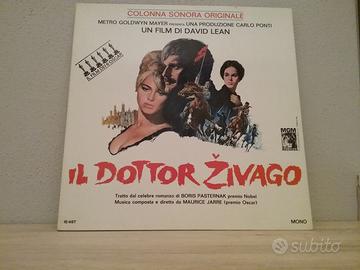 COLONNA SONORA ORIGINALE
METRO GOLDWYN MAYER PRESENTA UNA PRODUZIONE CARLO PONTI
UN FILM DI DAVID LEAN
MGM
IL DOTTOR ŽIVAGO
Tratto dal celebre romanzo di BORIS PASTERNAK premio Nobel
Musica composta e diretta da MAURICE JARRE (premio Oscar)
MONO
subito